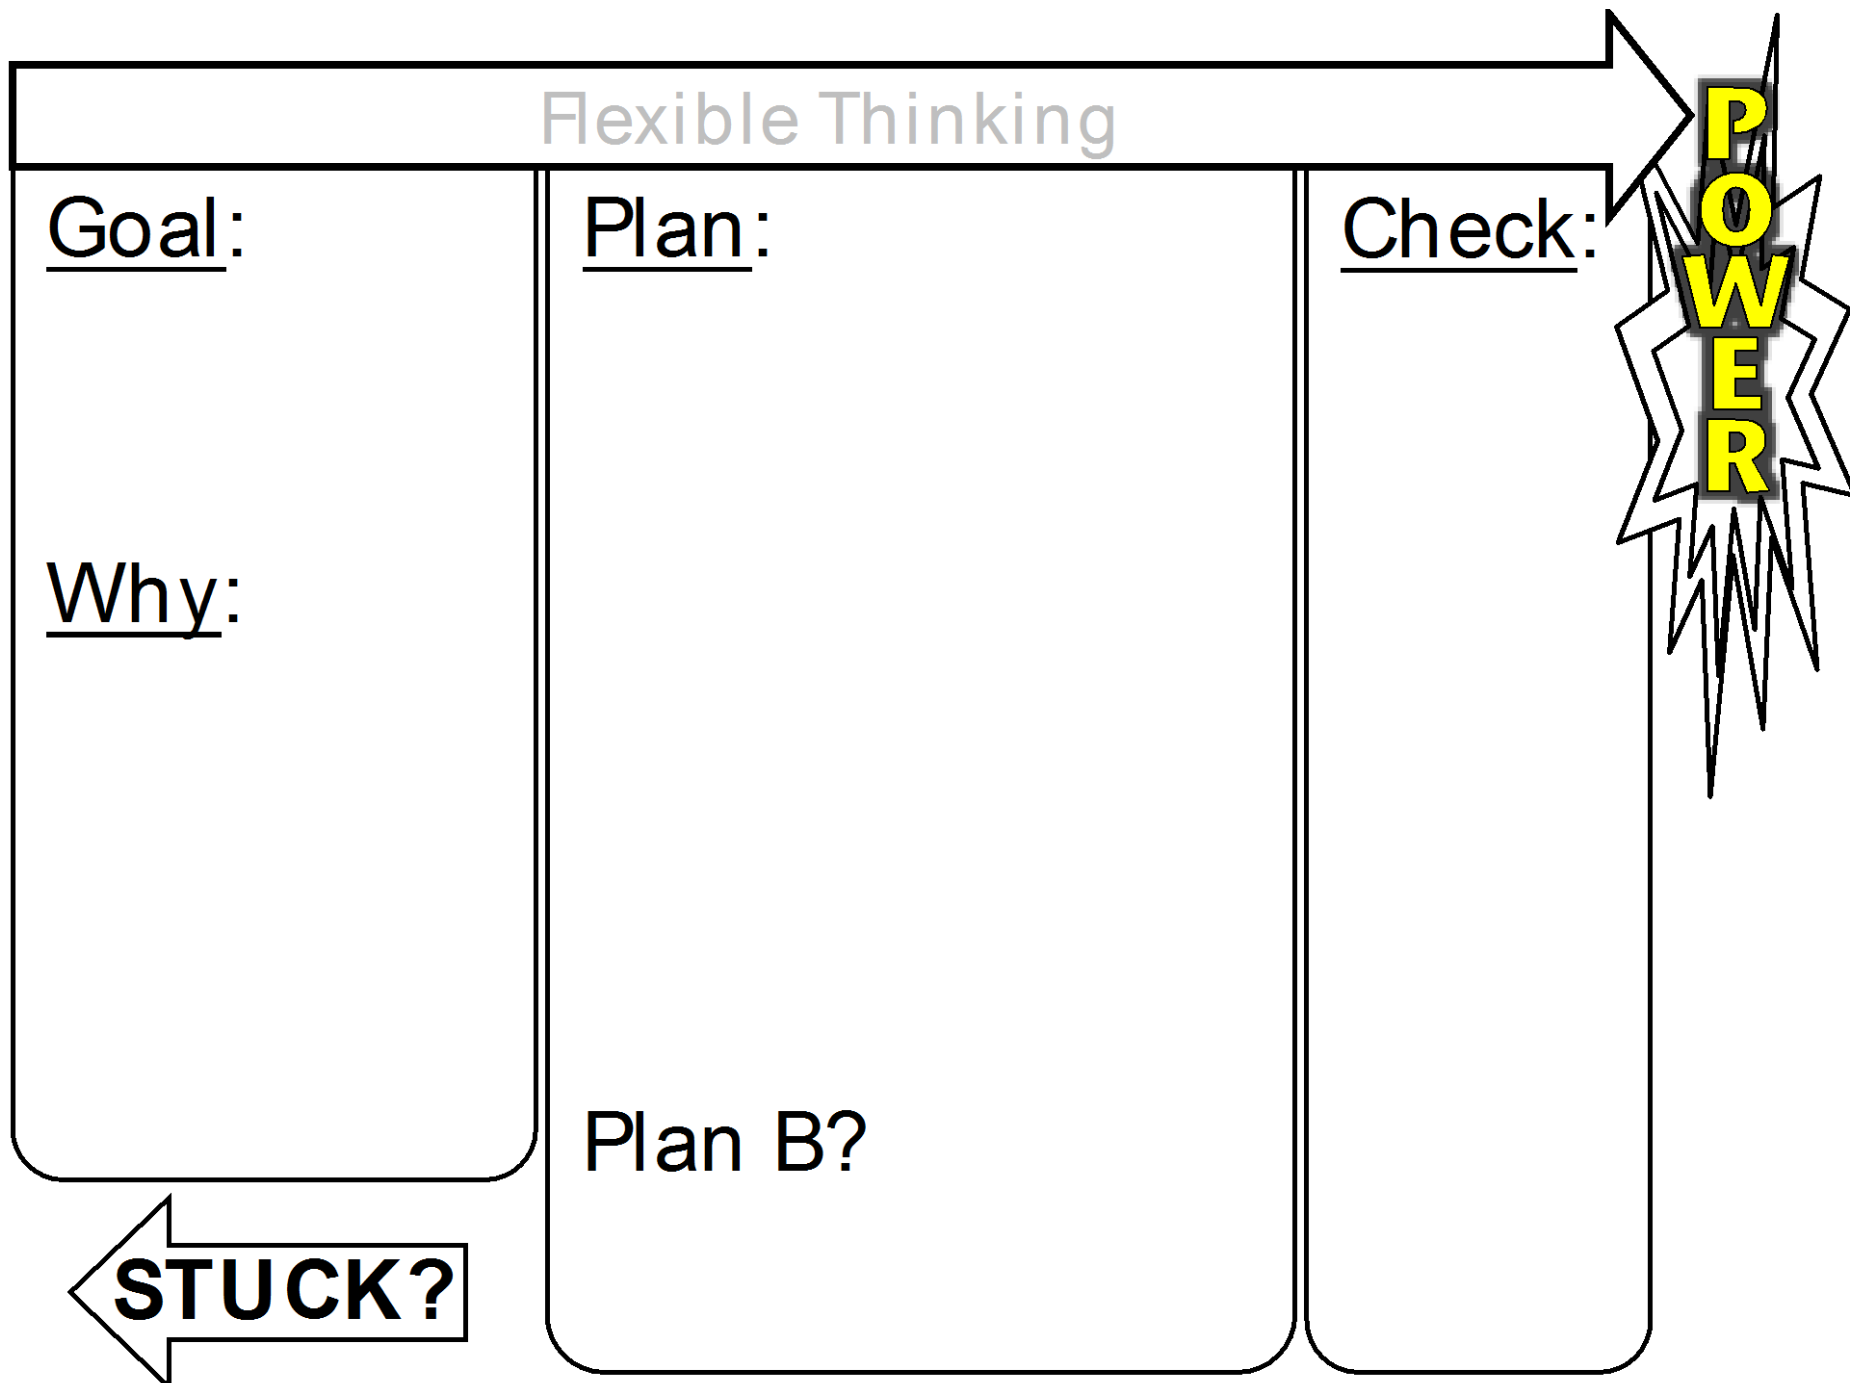 Flexible Thinking
POWER
Goal:
Plan:
Check:
Why:
Plan B?
STUCK?